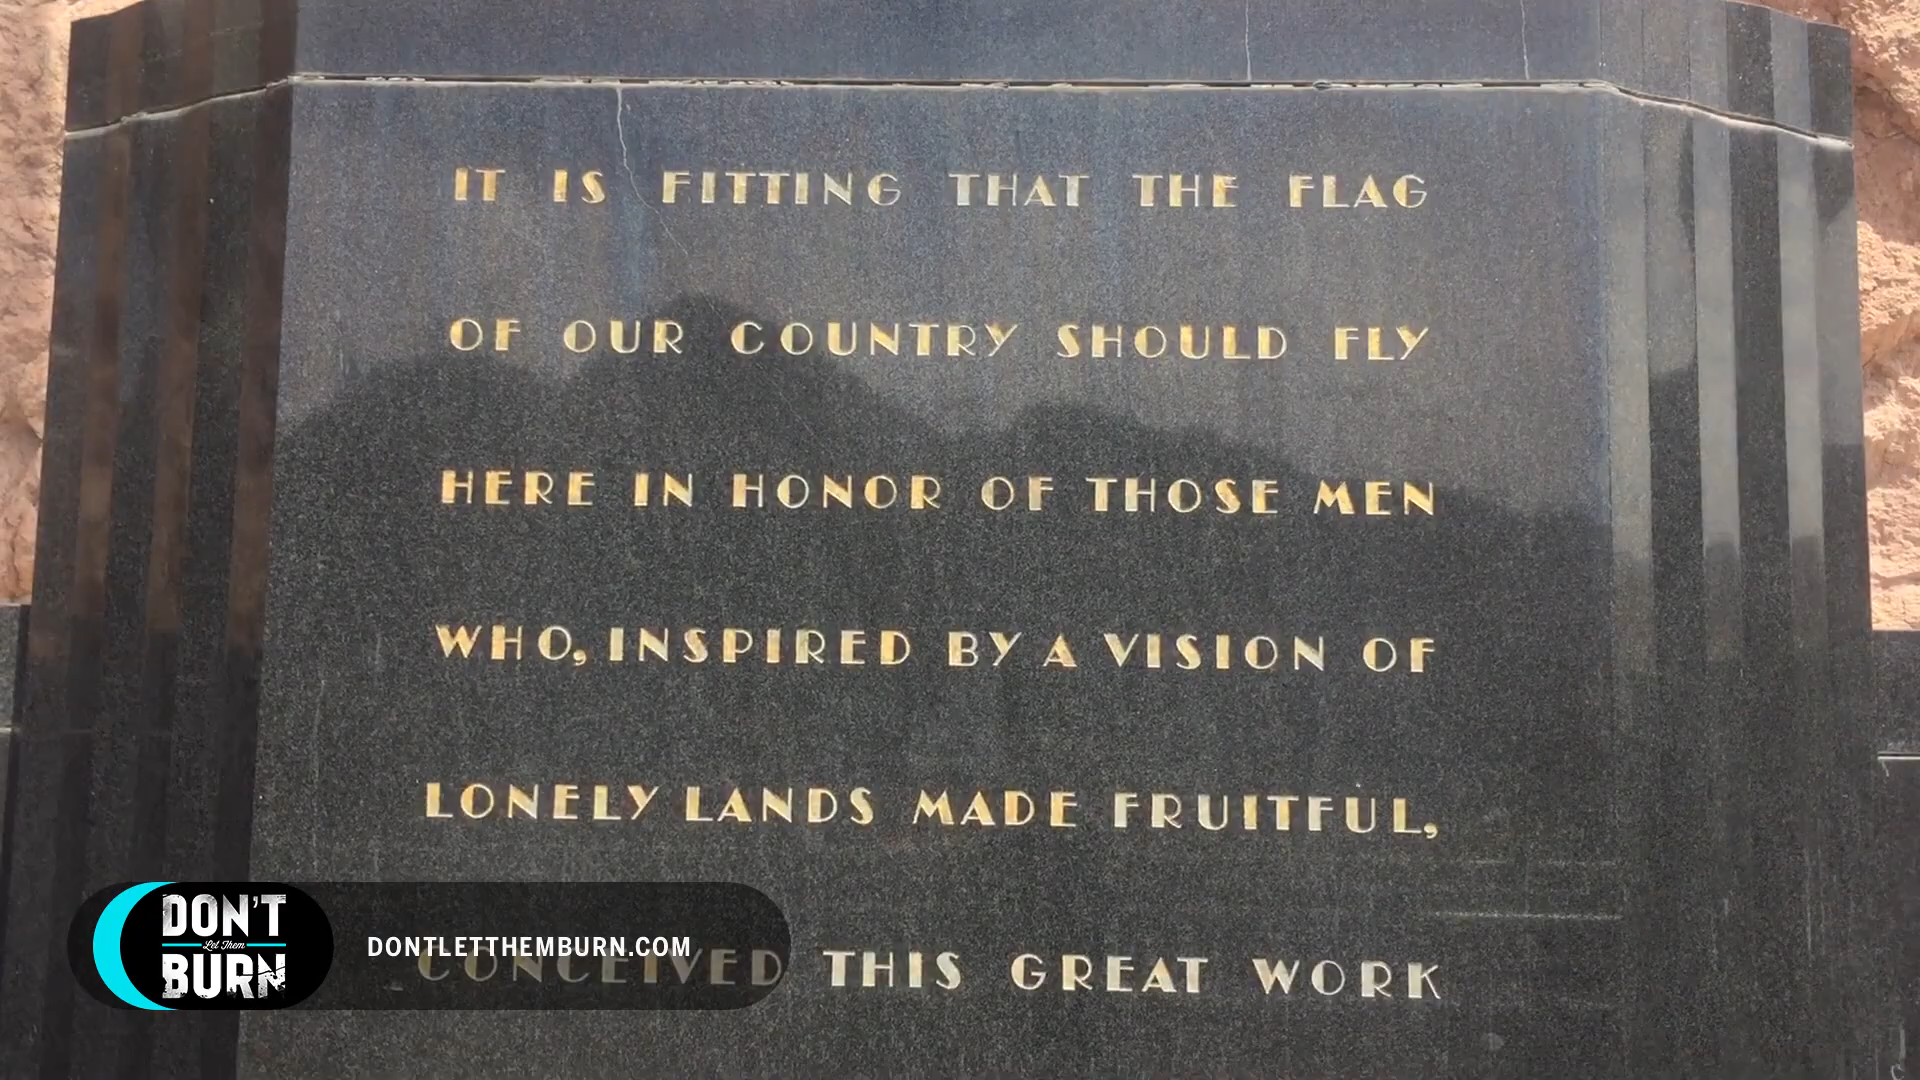 IT IS FITTING THAT THE FLAG
OF OUR COUNTRY SHOULD FLY
HERE IN HONOR OF THOSE MEN
WHO, INSPIRED BY A VISION OF
LONELY LANDS MADE FRUITFUL,
CONCEIVED THIS GREAT WORK
DON'T
Let Them
BURN
DONTLETTHEMBURN.COM